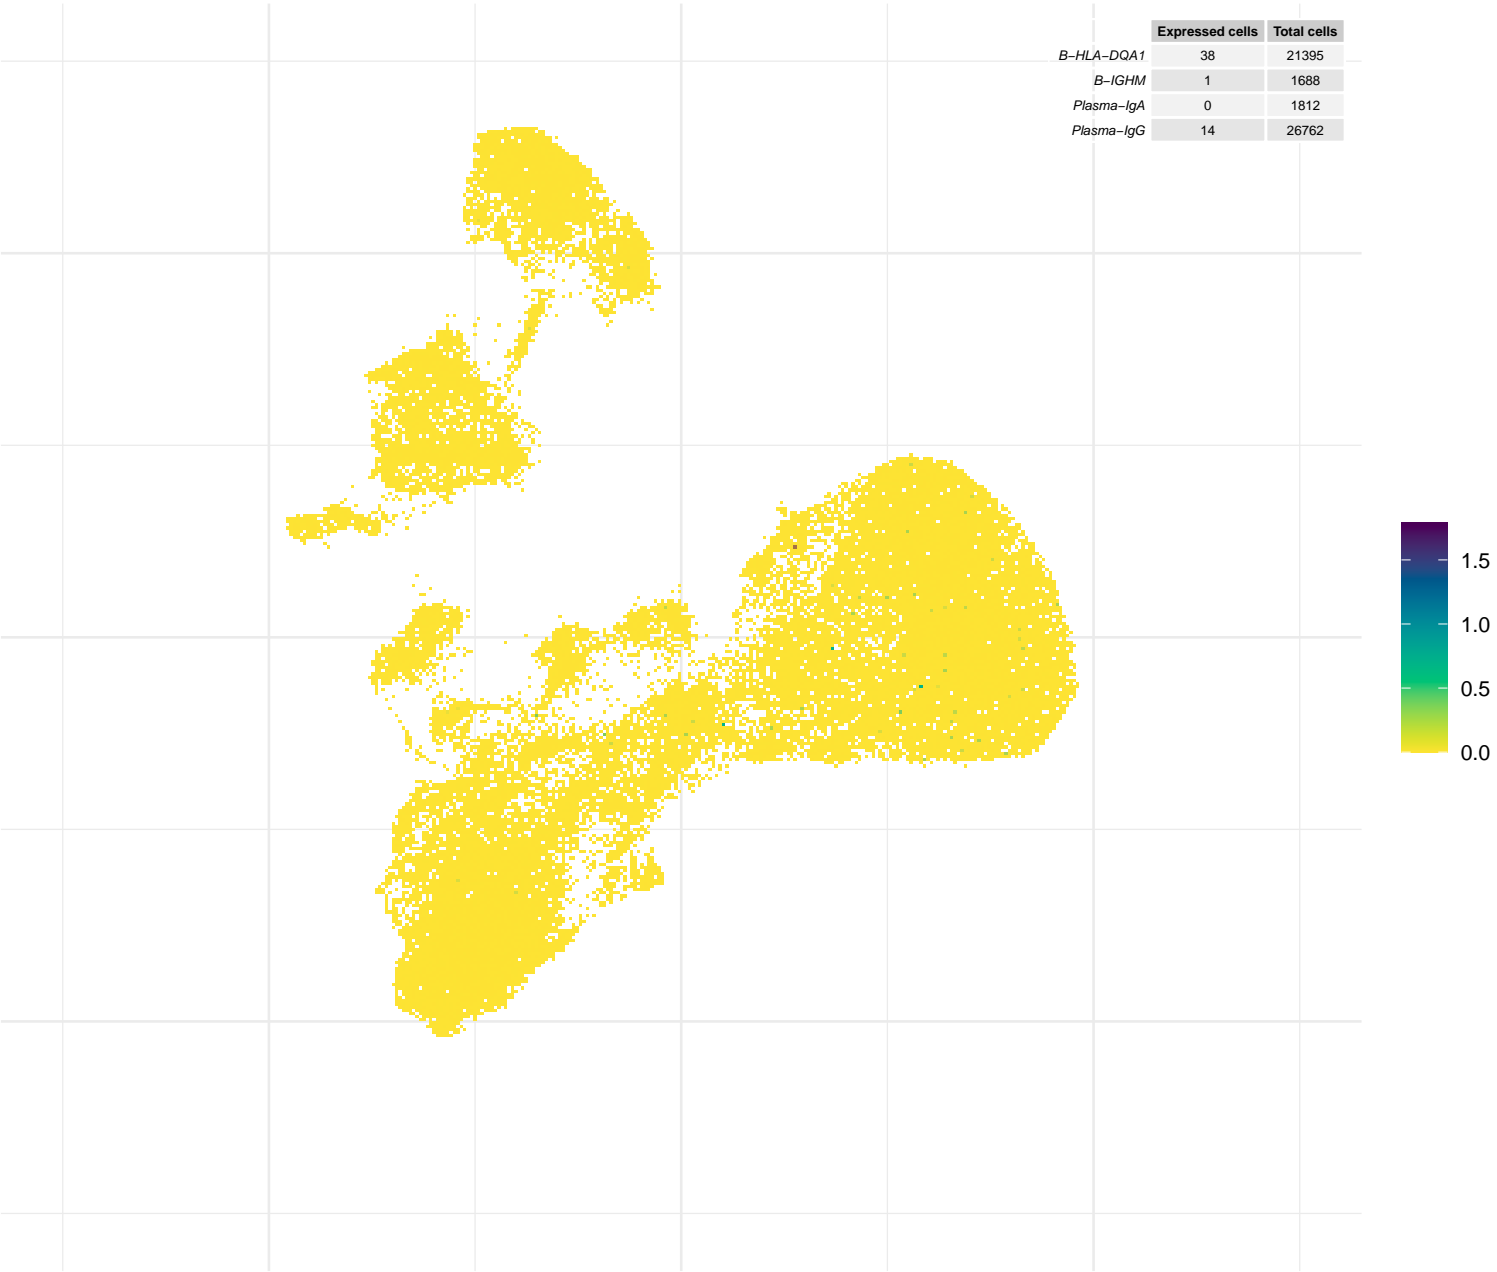 Expressed cells Total cells
B−HLA−DQA1 38 21395
B−IGHM 1 1688
Plasma−IgA 0 1812
Plasma−IgG 14 26762
1.5
1.0
0.5
0.0